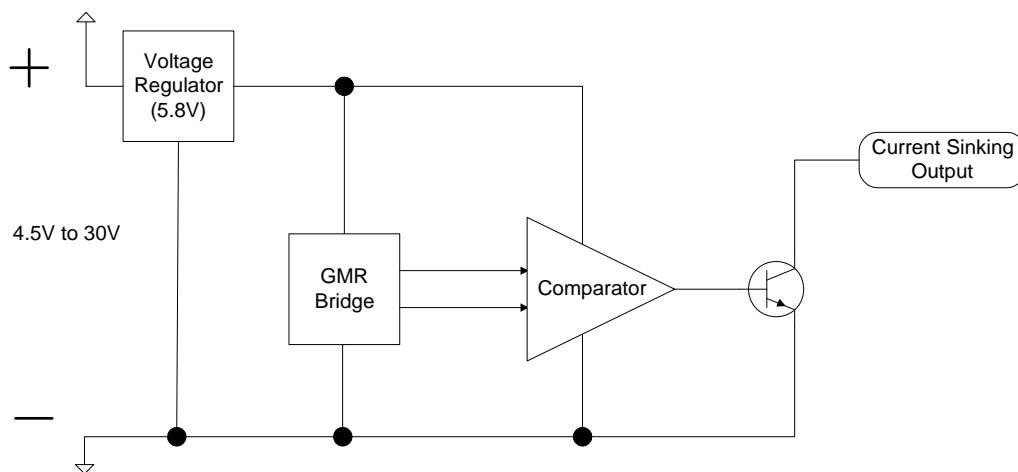 +
Voltage
Regulator
(5.8V)
Current Sinking
Output
4.5V to 30V
GMR
Bridge
Comparator
—